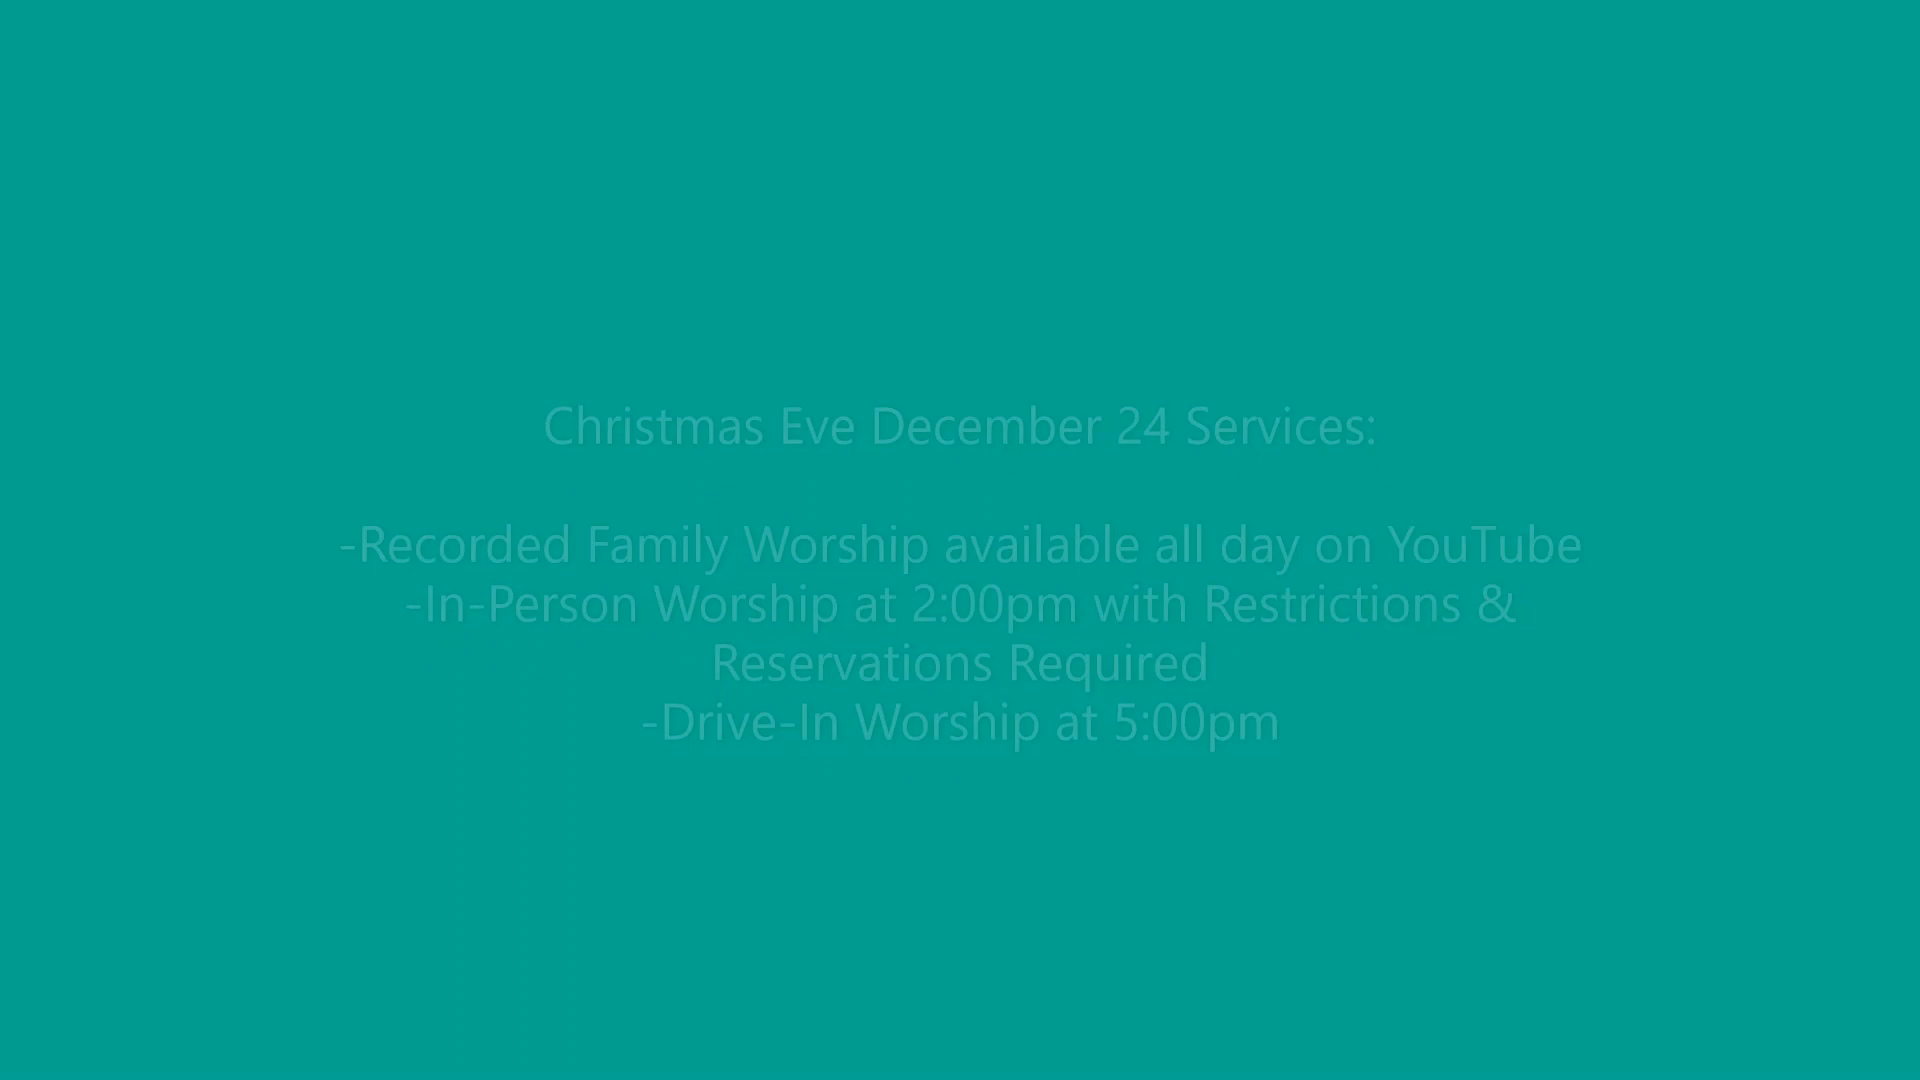 Christmas Eve December 24 Services:
-Recorded Family Worship available all day on YouTube
-In-Person Worship at 2:00pm with Restrictions &
Reservations Required
-Drive-In Worship at 5:00pm